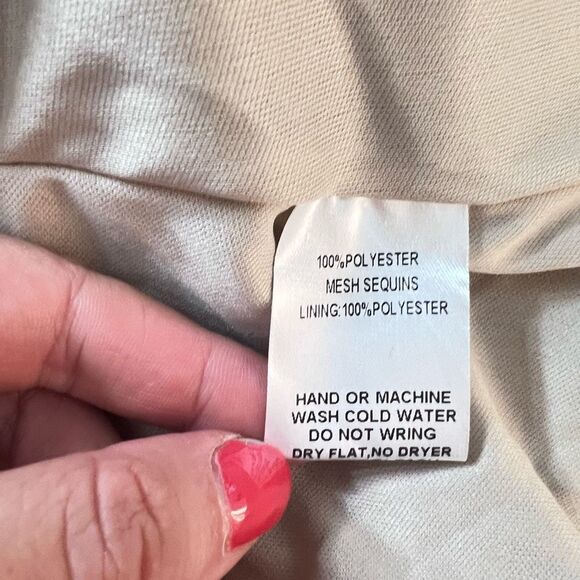 100%POLYESTER
MESH SEQUINS
LINING:100%POLYESTER
HAND OR MACHINE
WASH COLD WATER
DO NOT WRING
DRY FLAT,NO DRYER